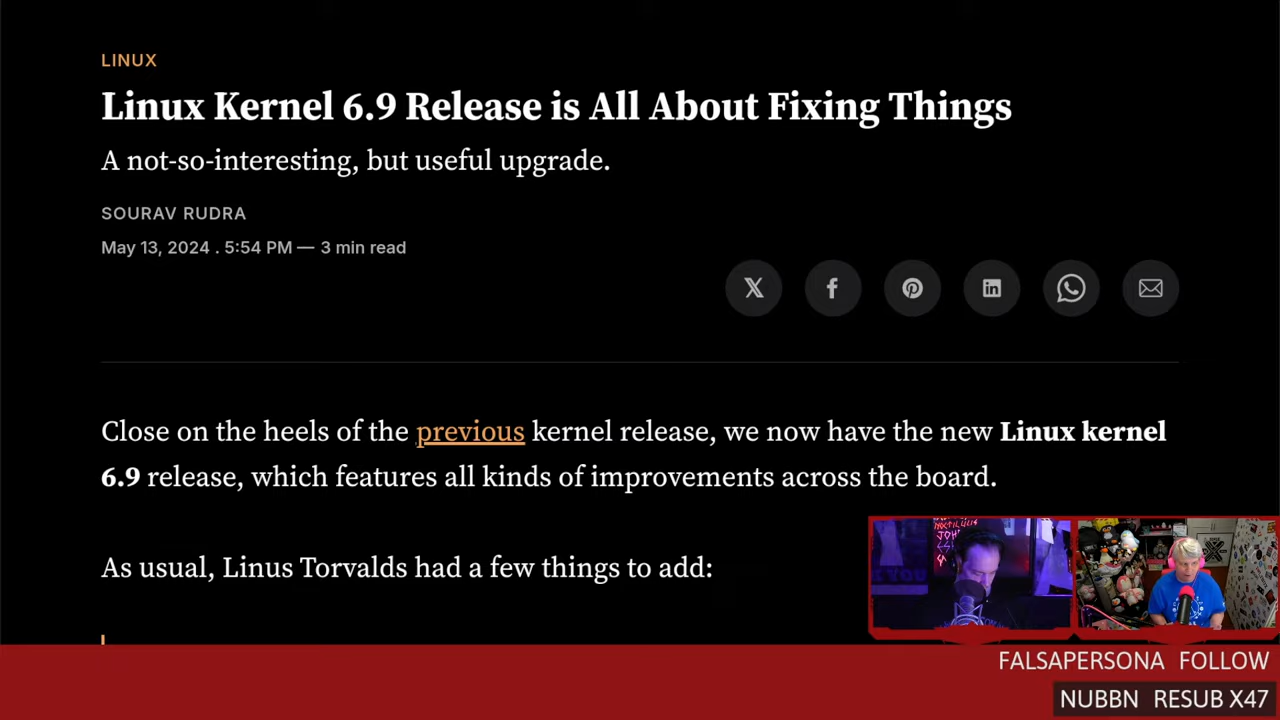 LINUX
Linux Kernel 6.9 Release is All About Fixing Things
A not-so-interesting, but useful upgrade.
SOURAV RUDRA
May 13, 2024 . 5:54 PM — 3 min read
Close on the heels of the previous kernel release, we now have the new Linux kernel
6.9 release, which features all kinds of improvements across the board.
As usual, Linus Torvalds had a few things to add:
FALSAPERSONA FOLLOW
NUBBN RESUB X47